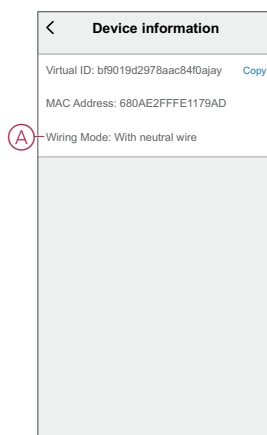 Device information
Virtual ID: bf9019d2978aac84f0ajay Copy
MAC Address: 680AE2FFFE1179AD
A Wiring Mode: With neutral wire